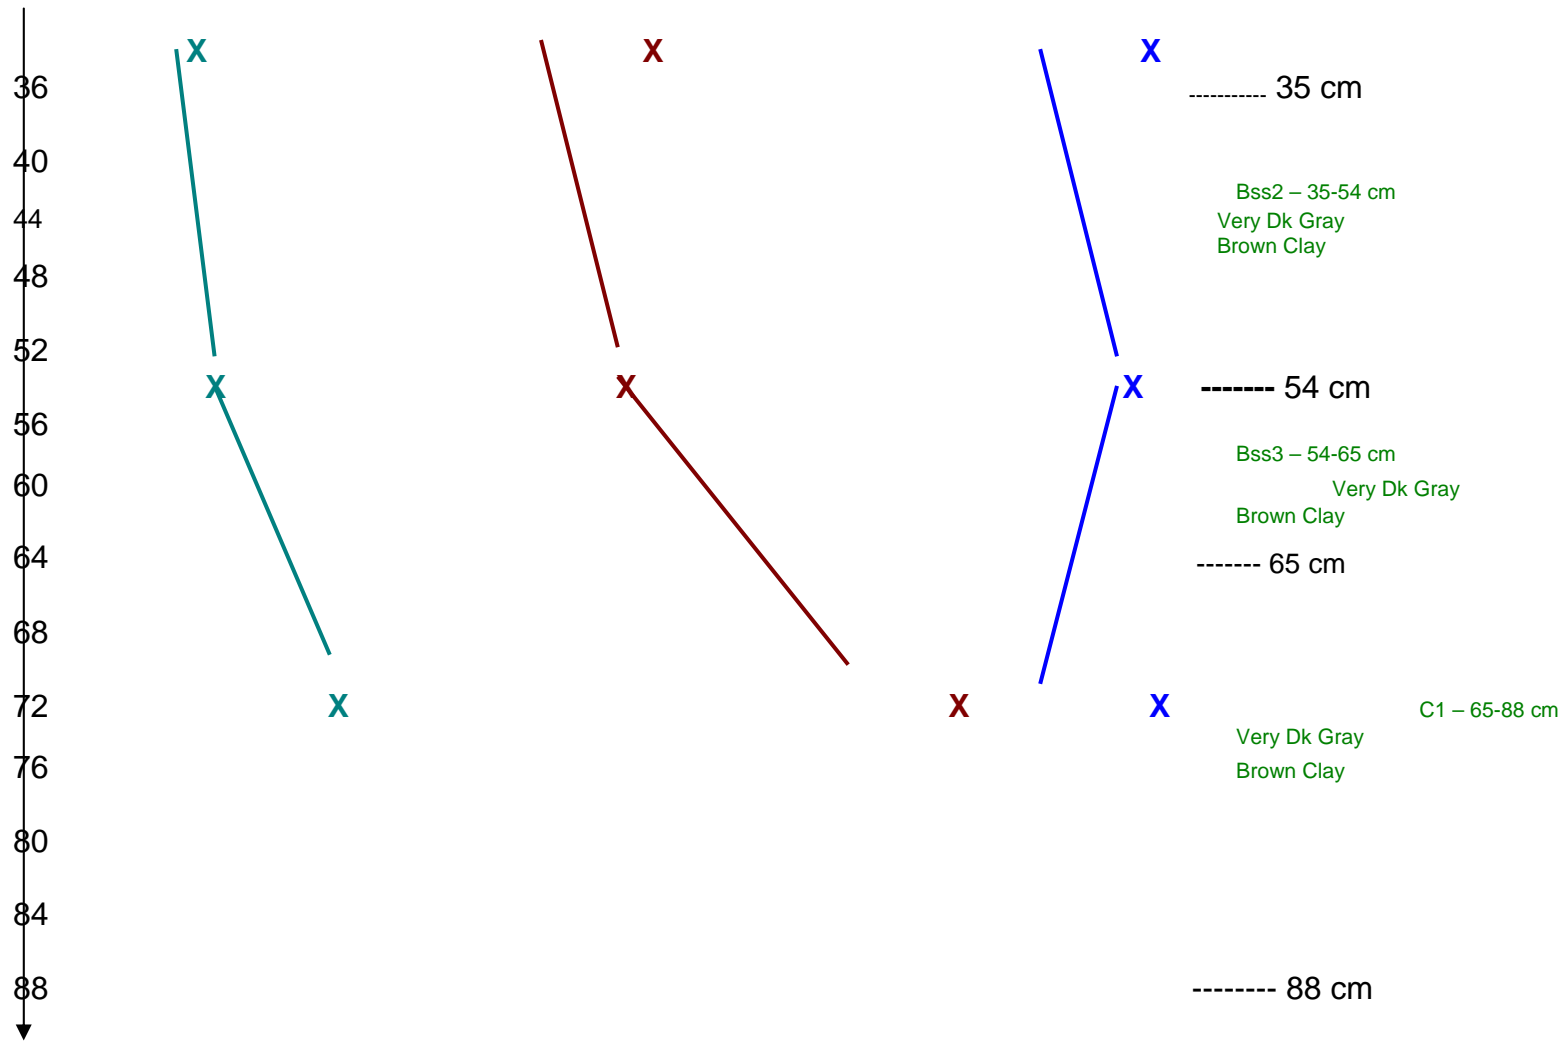 X X X
36 ----------- 35 cm
40
Bss2 – 35-54 cm
44 Very Dk Gray
Brown Clay
48
52
X X X ------- 54 cm
56
Bss3 – 54-65 cm
60 Very Dk Gray
Brown Clay
64 ------- 65 cm
68
72 X X X C1 – 65-88 cm
Very Dk Gray
76 Brown Clay
80
84
88 -------- 88 cm